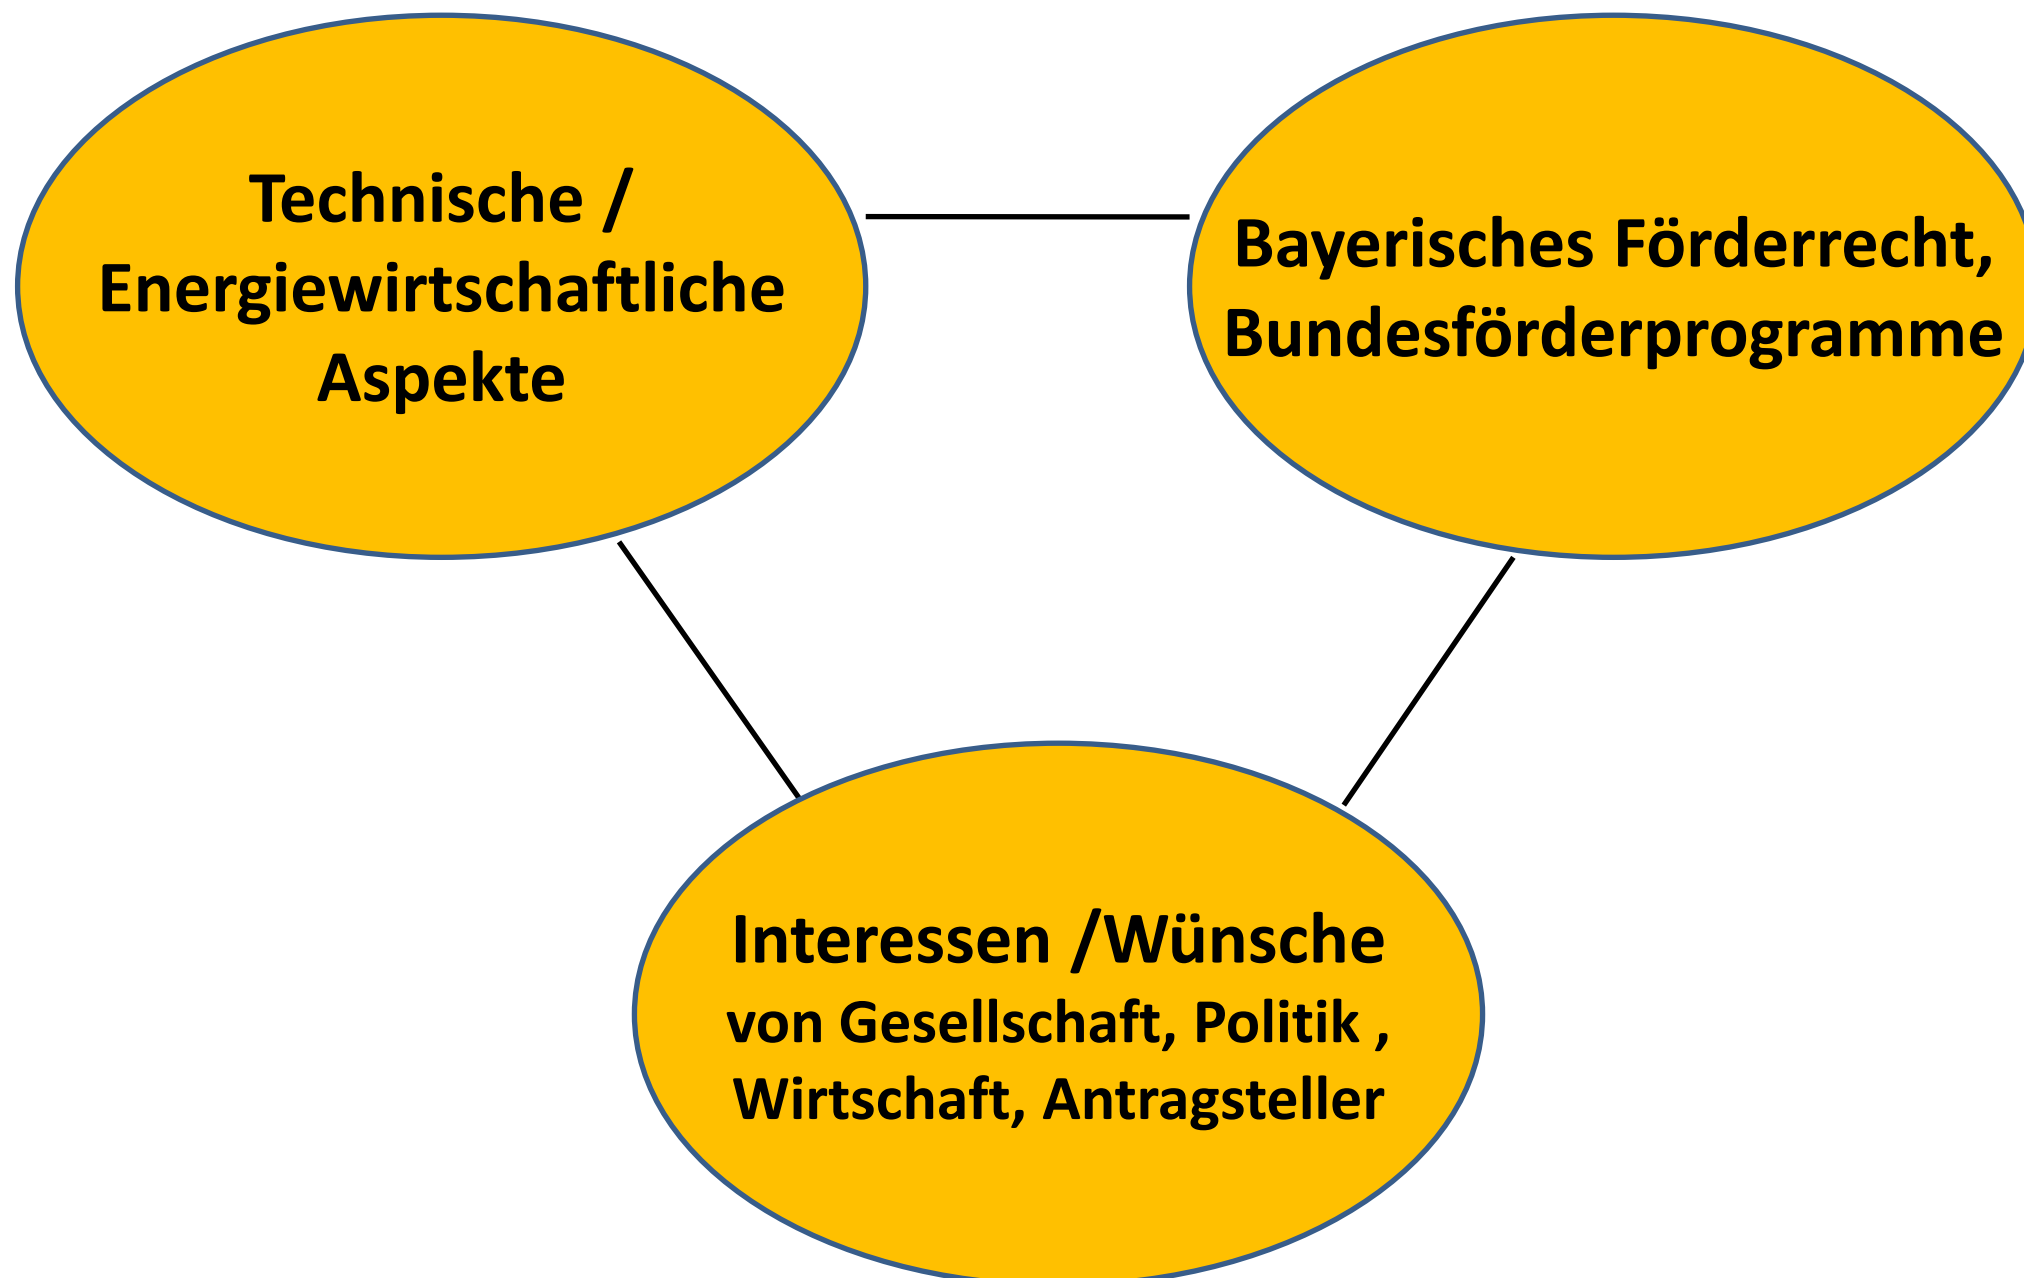 Technische /
Energiewirtschaftliche
Aspekte
Bayerisches Förderrecht,
Bundesförderprogramme
Interessen /Wünsche
von Gesellschaft, Politik ,
Wirtschaft, Antragsteller